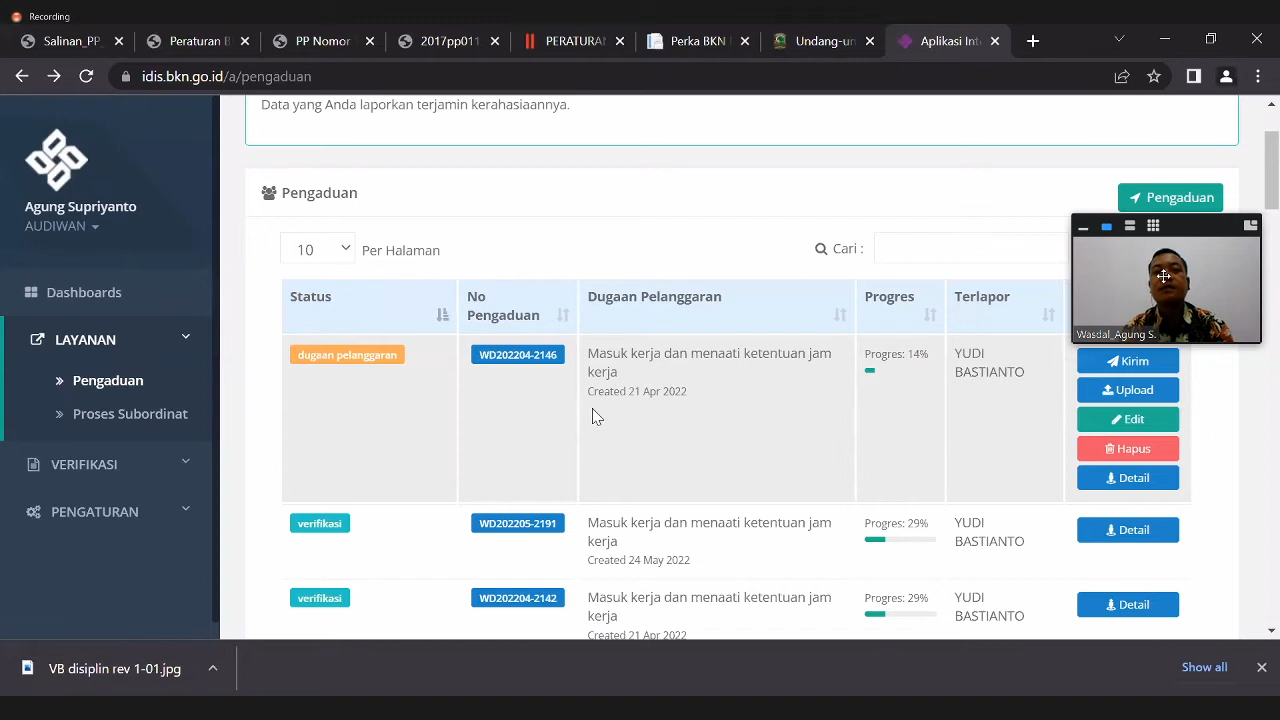 Recording
Salinan_PP_
Peraturan B
PP Nomor
2017pp011
PERATURAN
Perka BKN
Undang-un
Aplikasi Int
idis.bkn.go.id/a/pengaduan
Data yang Anda laporkan terjamin kerahasiaannya.
Agung Supriyanto
AUDIWAN
Dashboards
LAYANAN
Pengaduan
Proses Subordinat
VERIFIKASI
PENGATURAN
Pengaduan
Pengaduan
10 Per Halaman
Cari :
Wasdal_Agung S.
Status
No Pengaduan
Dugaan Pelanggaran
Progres
Terlapor
dugaan pelanggaran
WD202204-2146
Masuk kerja dan menaati ketentuan jam
kerja
Created 21 Apr 2022
Progres: 14%
YUDI
BASTIANTO
Kirim
Upload
Edit
Hapus
Detail
verifikasi
WD202205-2191
Masuk kerja dan menaati ketentuan jam
kerja
Created 24 May 2022
Progres: 29%
YUDI
BASTIANTO
Detail
verifikasi
WD202204-2142
Masuk kerja dan menaati ketentuan jam
kerja
Created 21 Apr 2022
Progres: 29%
YUDI
BASTIANTO
Detail
VB disiplin rev 1-01.jpg
Show all